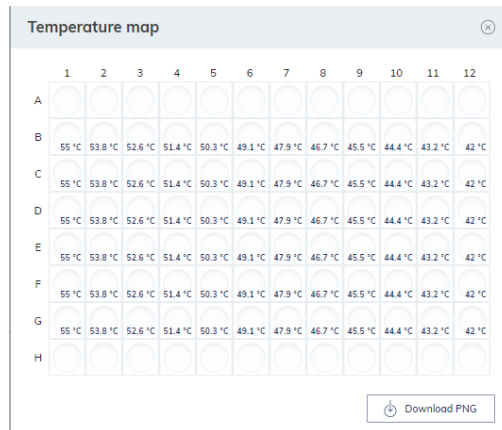 Temperature map
1 2 3 4 5 6 7 8 9 10 11 12
A
B 55 °C 53.8 °C 52.6 °C 51.4 °C 50.3 °C 49.1 °C 47.9 °C 46.7 °C 45.5 °C 44.4 °C 43.2 °C 42 °C
C 55 °C 53.8 °C 52.6 °C 51.4 °C 50.3 °C 49.1 °C 47.9 °C 46.7 °C 45.5 °C 44.4 °C 43.2 °C 42 °C
D 55 °C 53.8 °C 52.6 °C 51.4 °C 50.3 °C 49.1 °C 47.9 °C 46.7 °C 45.5 °C 44.4 °C 43.2 °C 42 °C
E 55 °C 53.8 °C 52.6 °C 51.4 °C 50.3 °C 49.1 °C 47.9 °C 46.7 °C 45.5 °C 44.4 °C 43.2 °C 42 °C
F 55 °C 53.8 °C 52.6 °C 51.4 °C 50.3 °C 49.1 °C 47.9 °C 46.7 °C 45.5 °C 44.4 °C 43.2 °C 42 °C
G 55 °C 53.8 °C 52.6 °C 51.4 °C 50.3 °C 49.1 °C 47.9 °C 46.7 °C 45.5 °C 44.4 °C 43.2 °C 42 °C
H
Download PNG